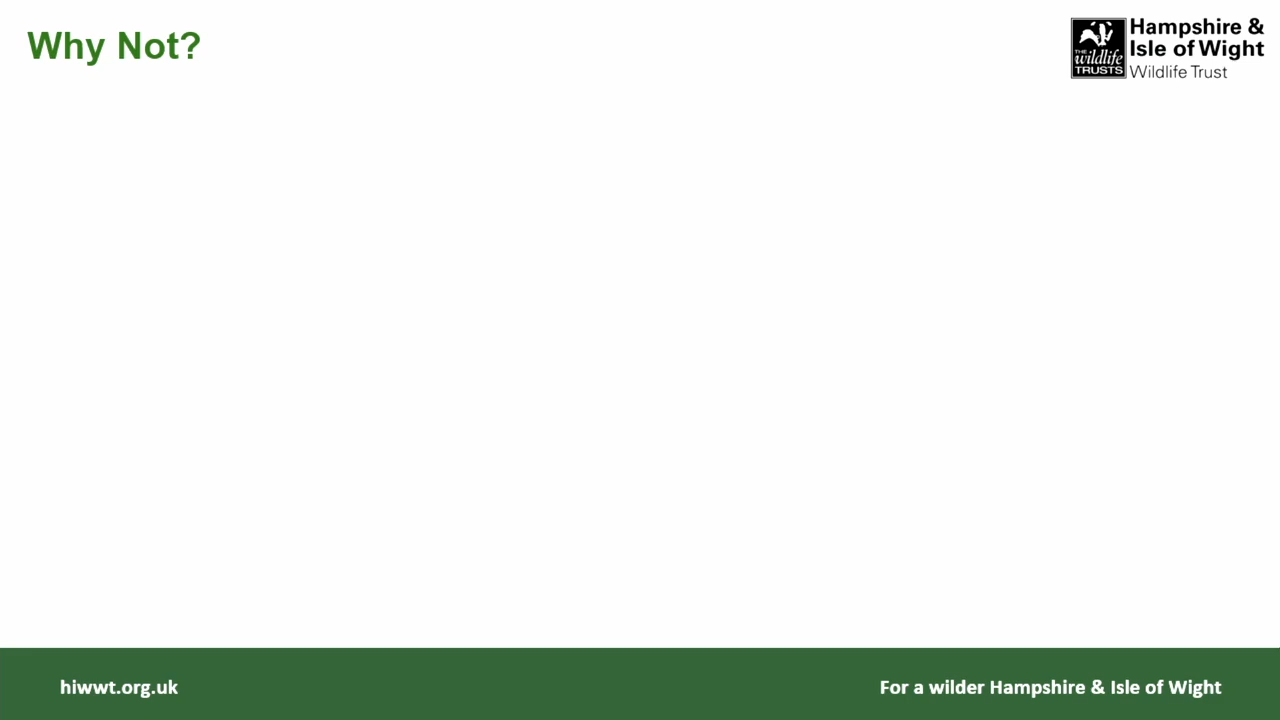 Why Not?
Hampshire &
Isle of Wight
Wildlife Trust
THE
wildlife
TRUSTS
hiwwt.org.uk
For a wilder Hampshire & Isle of Wight